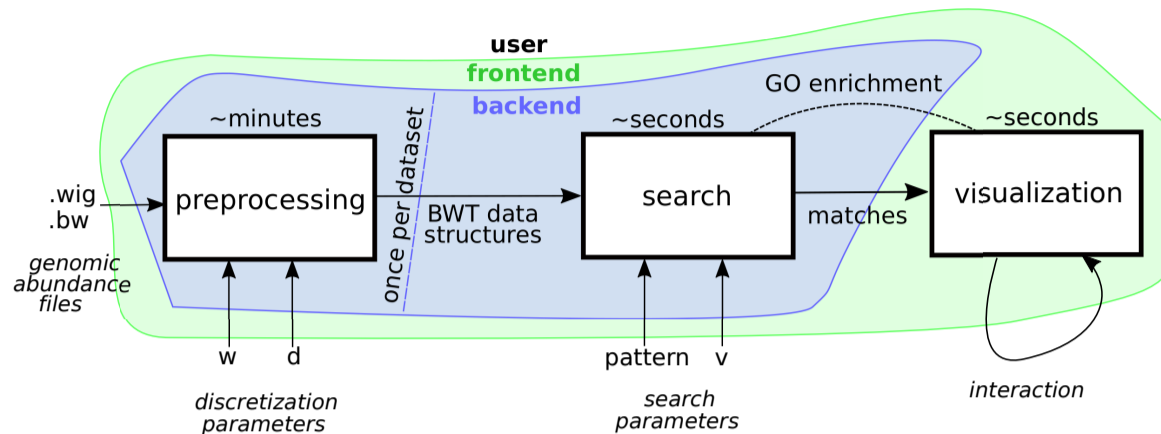 user
frontend
backend
GO enrichment
~minutes
~seconds
~seconds
.wig
.bw
genomic
abundance
files
preprocessing
once per dataset
BWT data
structures
search
matches
visualization
w
d
discretization
parameters
pattern
v
search
parameters
interaction